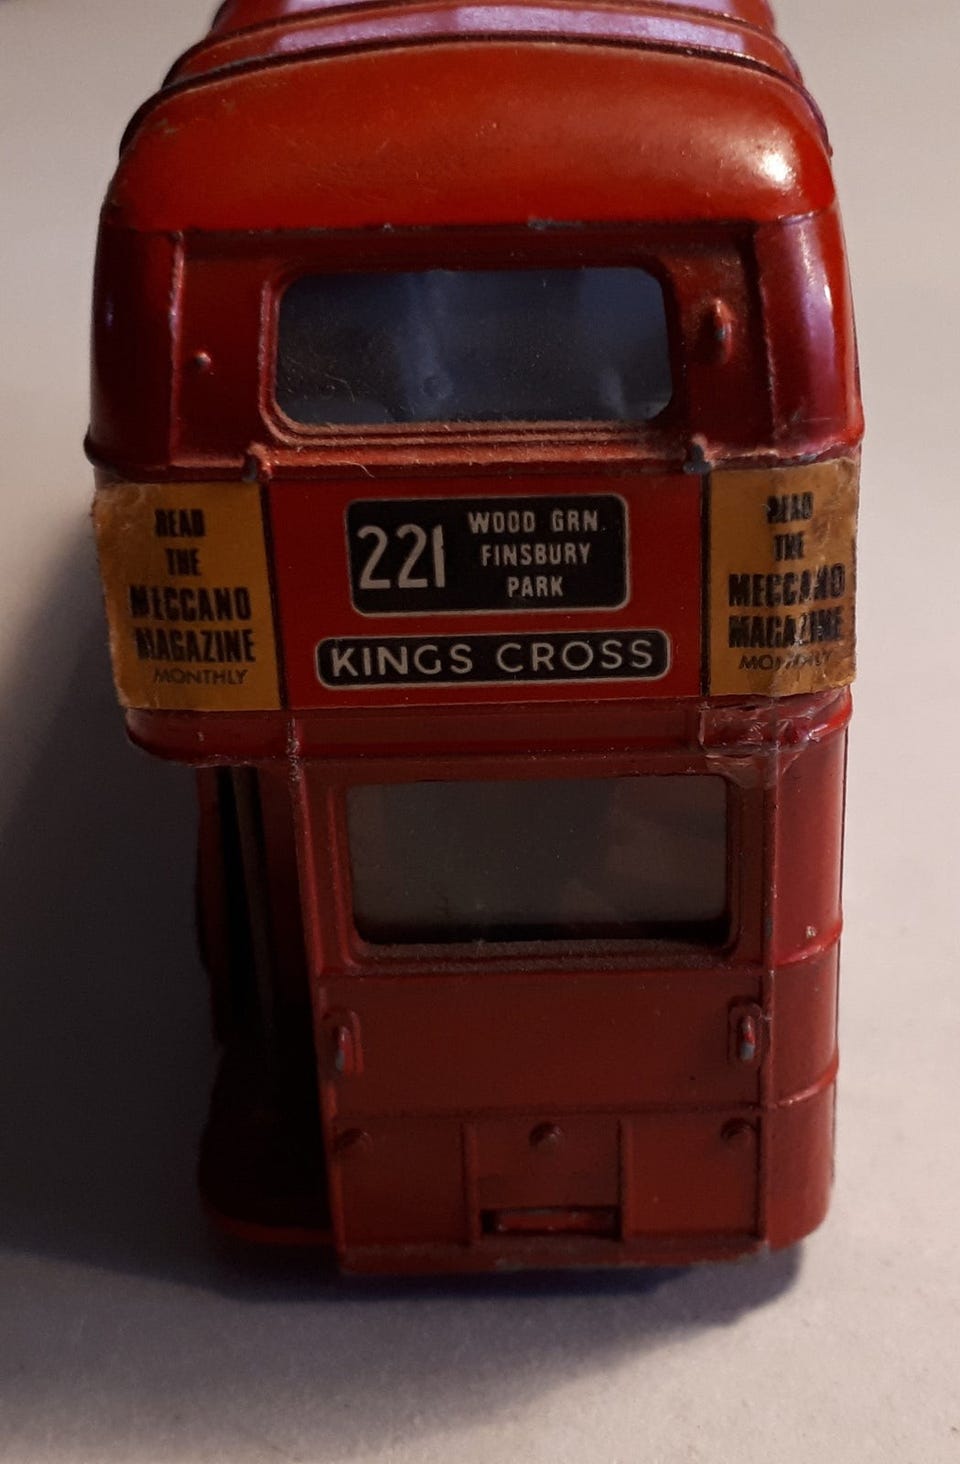 READ
THE
MECCANO
MAGAZINE
MONTHLY
221
WOOD GRN.
FINSBURY
PARK
KINGS CROSS
READ
THE
MECCANO
MAGAZINE
MONTHLY